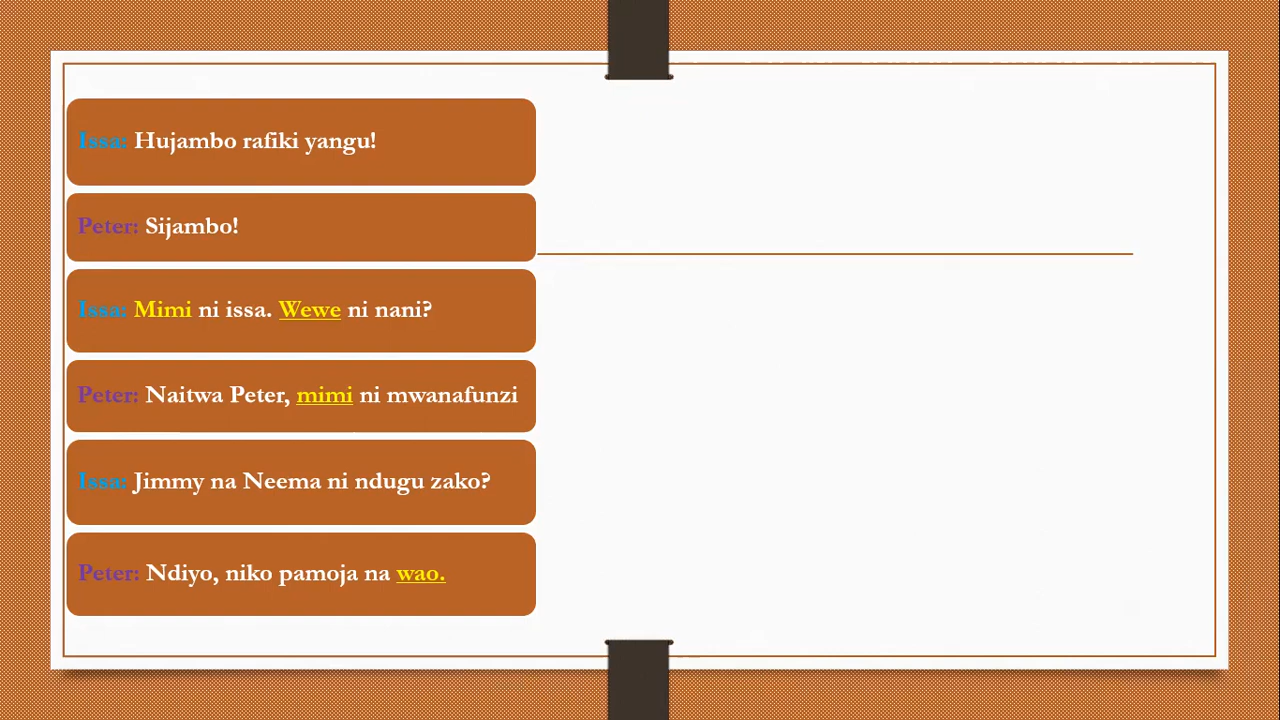 Issa: Hujambo rafiki yangu!
Peter: Sijambo!
Issa: Mimi ni issa. Wewe ni nani?
Peter: Naitwa Peter, mimi ni mwanafunzi
Issa: Jimmy na Neema ni ndugu zako?
Peter: Ndiyo, niko pamoja na wao.